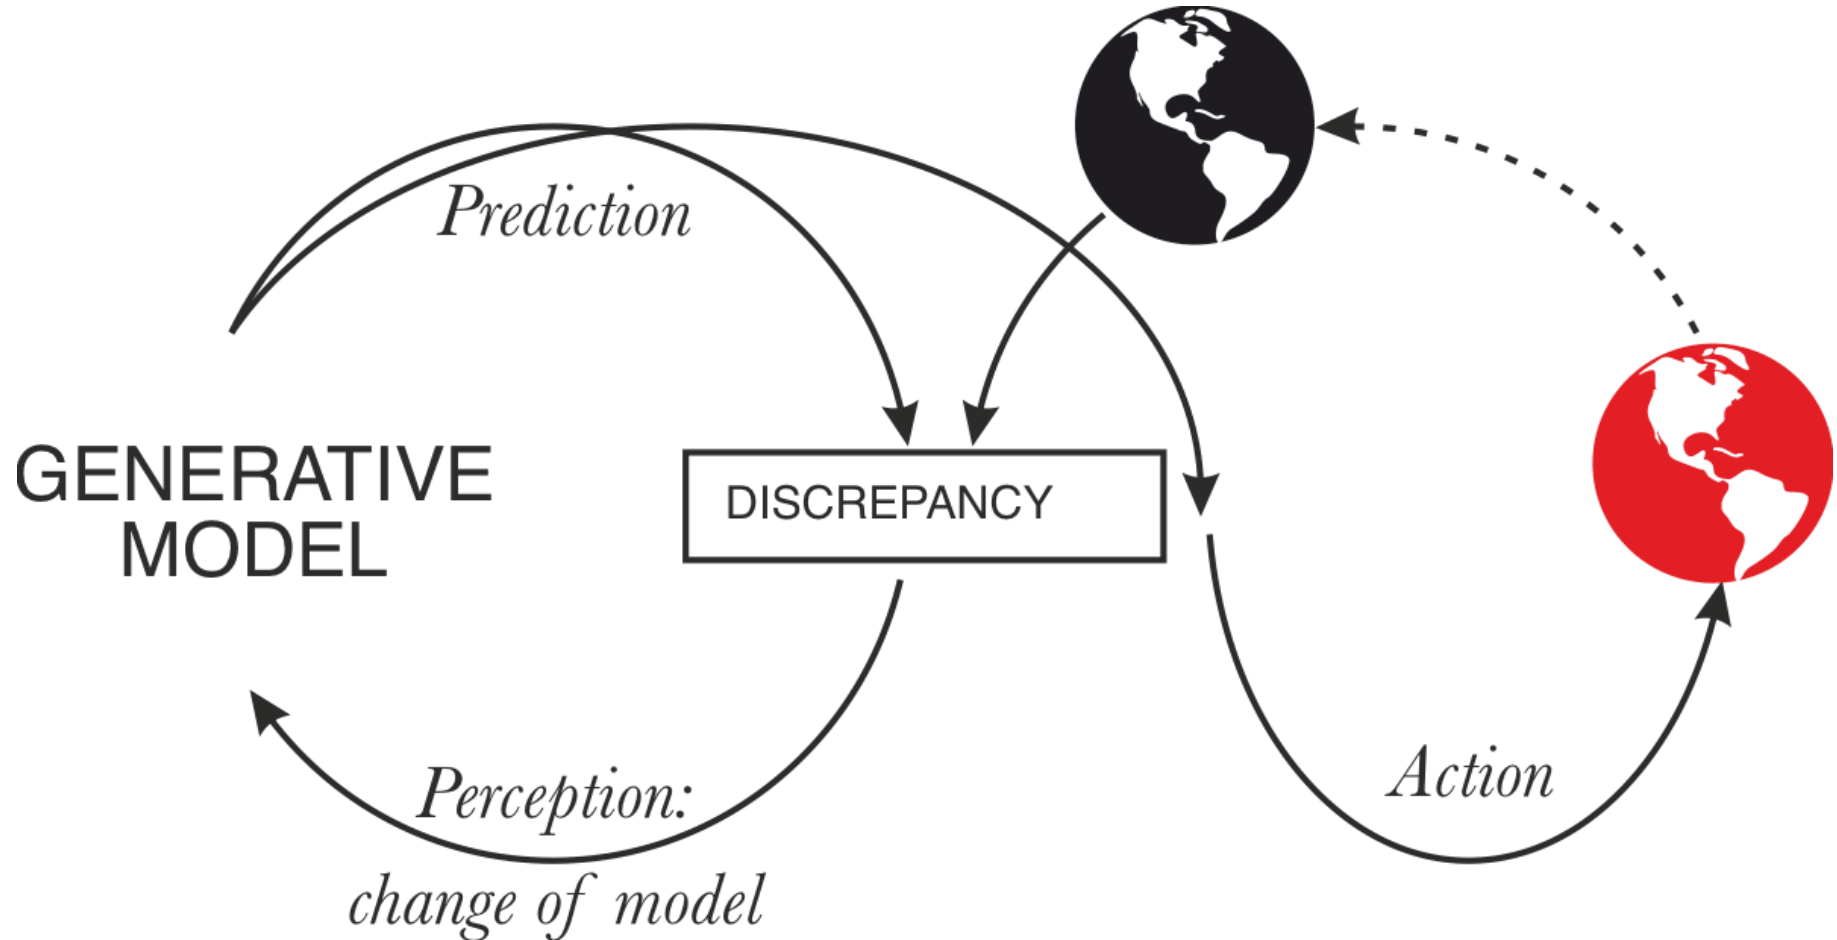 Prediction
GENERATIVE
MODEL
DISCREPANCY
Perception:
change of model
Action